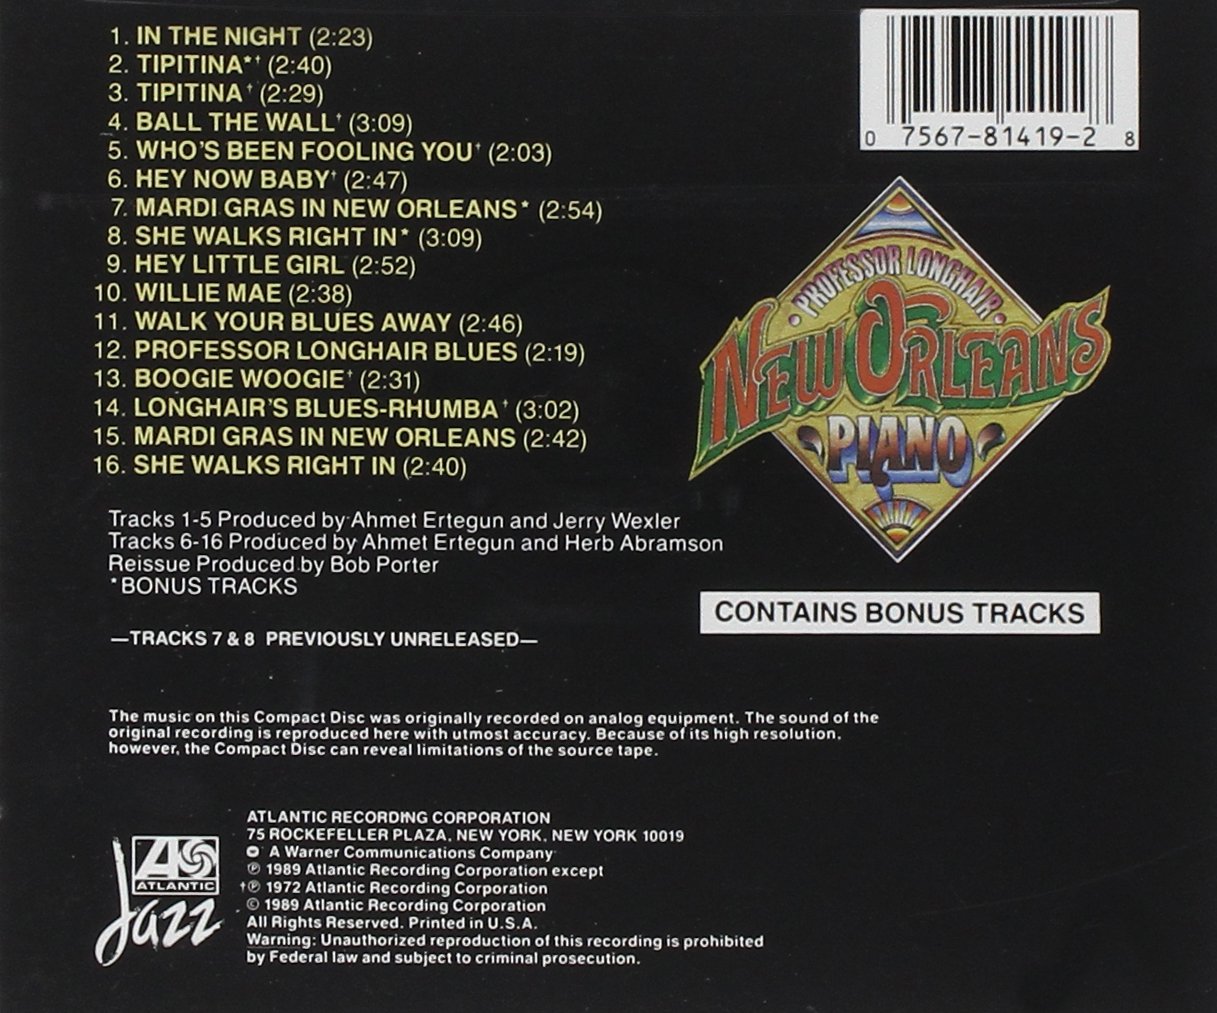 1. IN THE NIGHT (2:23)
2. TIPITINA*† (2:40)
3. TIPITINA† (2:29)
4. BALL THE WALL† (3:09)
5. WHO'S BEEN FOOLING YOU† (2:03)
6. HEY NOW BABY† (2:47)
7. MARDI GRAS IN NEW ORLEANS* (2:54)
8. SHE WALKS RIGHT IN* (3:09)
9. HEY LITTLE GIRL (2:52)
10. WILLIE MAE (2:38)
11. WALK YOUR BLUES AWAY (2:46)
12. PROFESSOR LONGHAIR BLUES (2:19)
13. BOOGIE WOOGIE† (2:31)
14. LONGHAIR'S BLUES-RHUMBA† (3:02)
15. MARDI GRAS IN NEW ORLEANS (2:42)
16. SHE WALKS RIGHT IN (2:40)
Tracks 1-5 Produced by Ahmet Ertegun and Jerry Wexler
Tracks 6-16 Produced by Ahmet Ertegun and Herb Abramson
Reissue Produced by Bob Porter
*BONUS TRACKS
—TRACKS 7 & 8 PREVIOUSLY UNRELEASED—
0 7567-81419-2 8
• PROFESSOR LONGHAIR •
NEW ORLEANS
PIANO
CONTAINS BONUS TRACKS
The music on this Compact Disc was originally recorded on analog equipment. The sound of the
original recording is reproduced here with utmost accuracy. Because of its high resolution,
however, the Compact Disc can reveal limitations of the source tape.
ATLANTIC
Jazz
ATLANTIC RECORDING CORPORATION
75 ROCKEFELLER PLAZA, NEW YORK, NEW YORK 10019
A Warner Communications Company
℗ 1989 Atlantic Recording Corporation except
†℗ 1972 Atlantic Recording Corporation
© 1989 Atlantic Recording Corporation
All Rights Reserved. Printed in U.S.A.
Warning: Unauthorized reproduction of this recording is prohibited
by Federal law and subject to criminal prosecution.